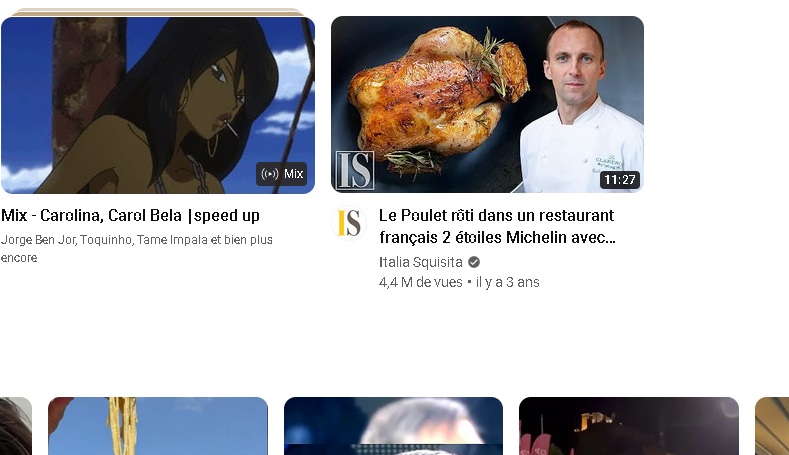 Mix
IS
11:27
Mix - Carolina, Carol Bela |speed up
Jorge Ben Jor, Toquinho, Tame Impala et bien plus
encore
IS
Le Poulet rôti dans un restaurant
français 2 étoiles Michelin avec...
Italia Squisita
4,4 M de vues • il y a 3 ans